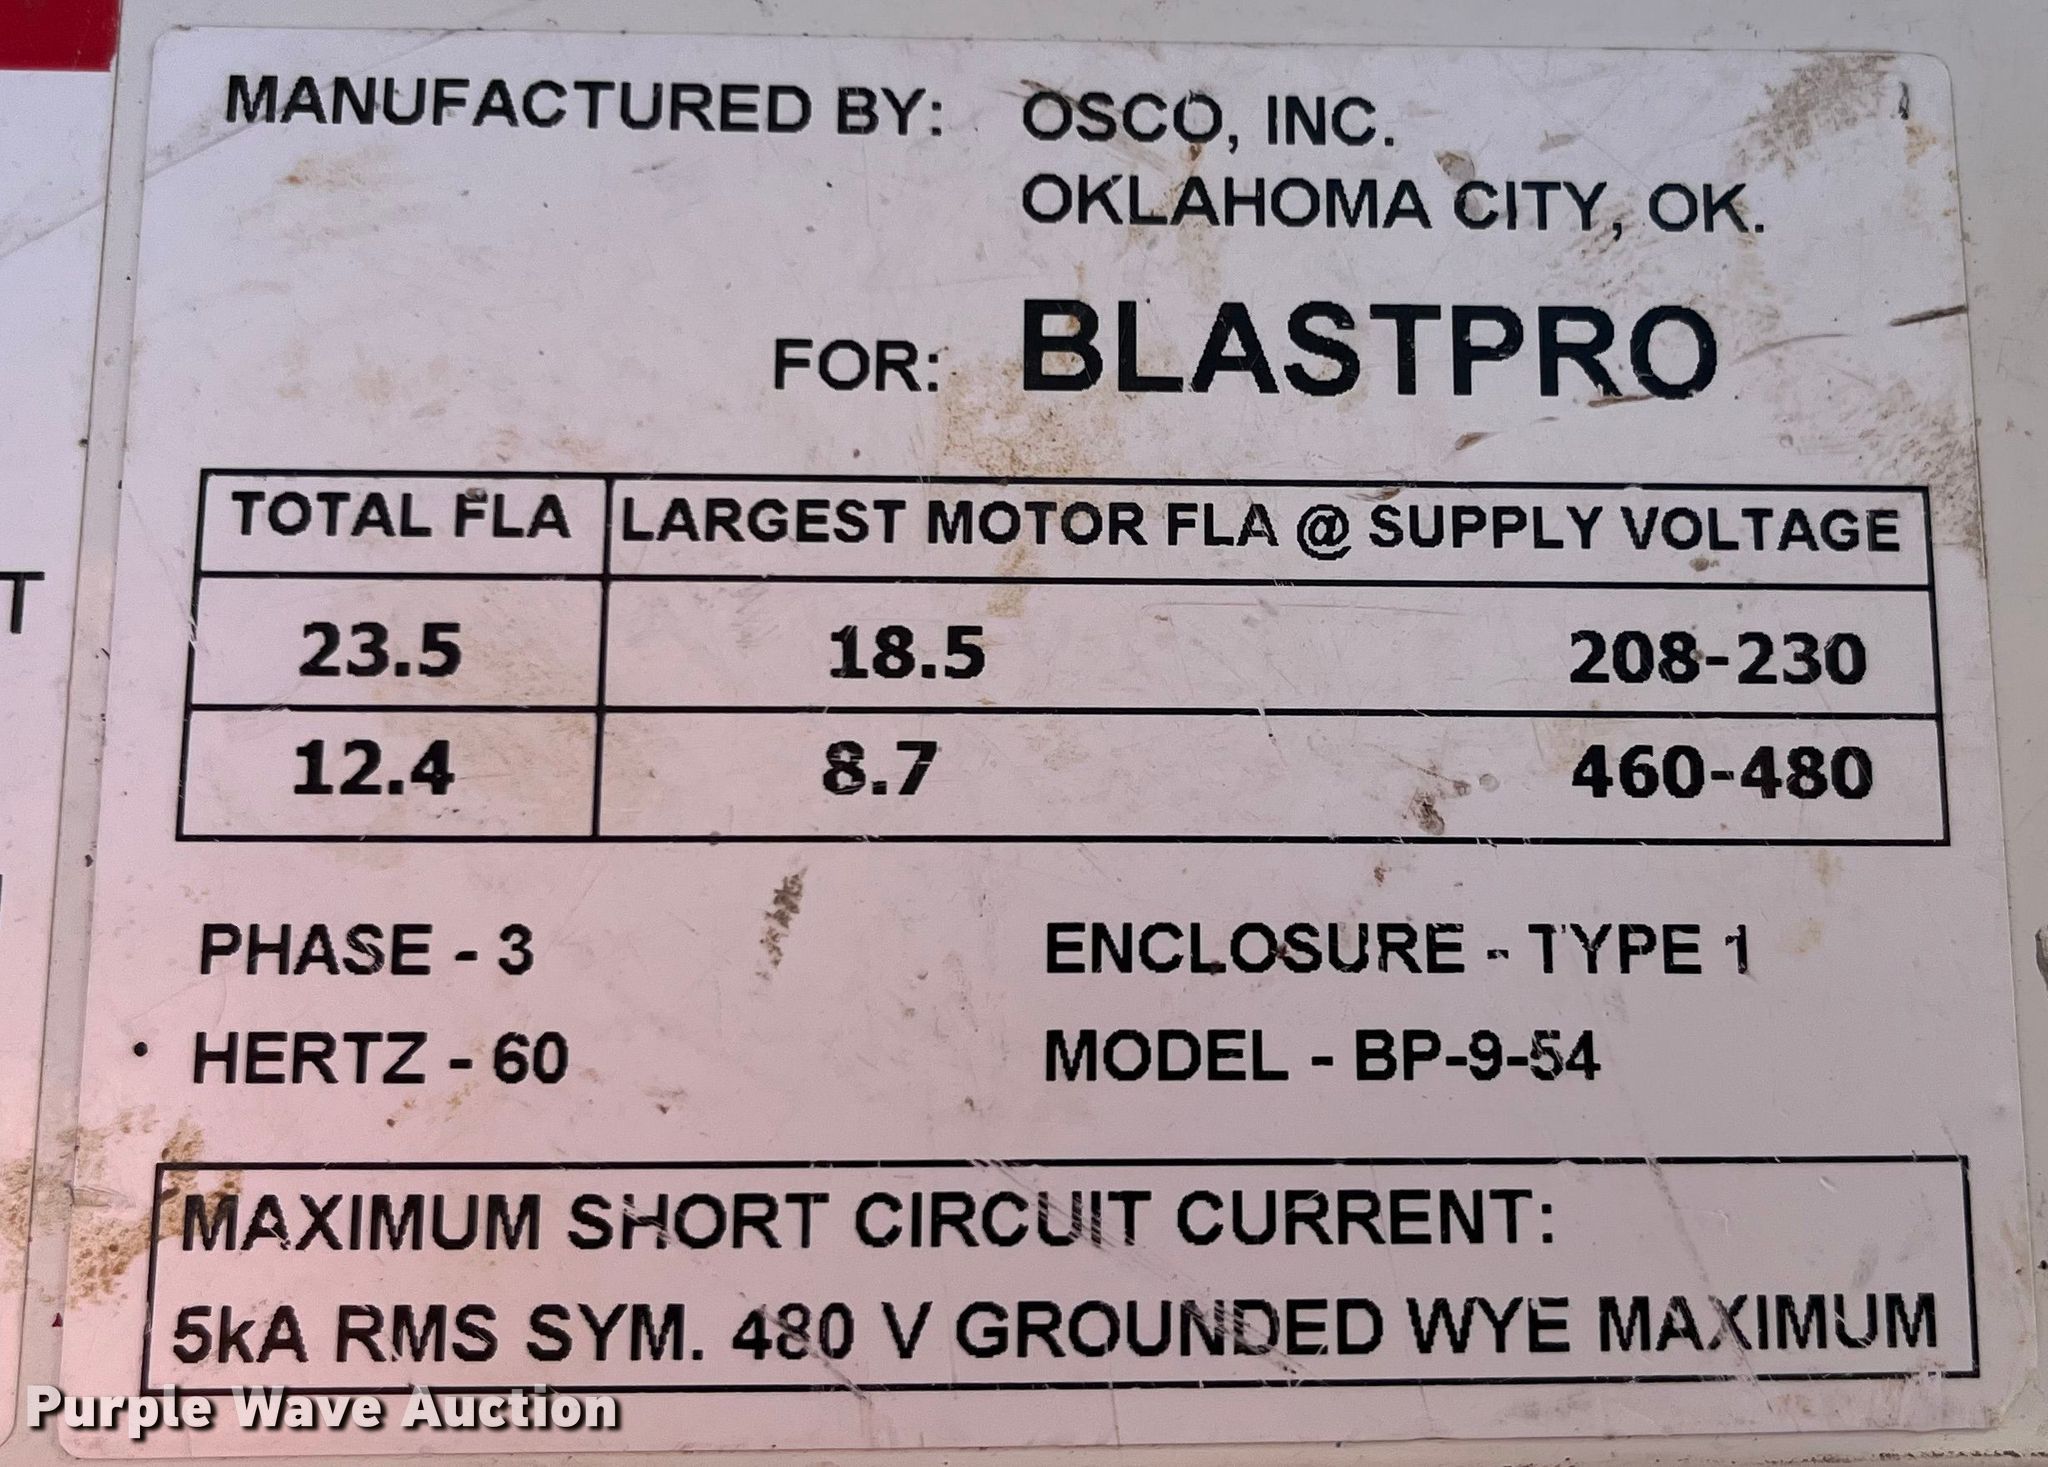 MANUFACTURED BY: OSCO, INC.
OKLAHOMA CITY, OK.
FOR: BLASTPRO
TOTAL FLA LARGEST MOTOR FLA @ SUPPLY VOLTAGE
23.5 18.5 208-230
12.4 8.7 460-480
PHASE - 3 ENCLOSURE - TYPE 1
HERTZ - 60 MODEL - BP-9-54
MAXIMUM SHORT CIRCUIT CURRENT:
5kA RMS SYM. 480 V GROUNDED WYE MAXIMUM
T
Purple Wave Auction